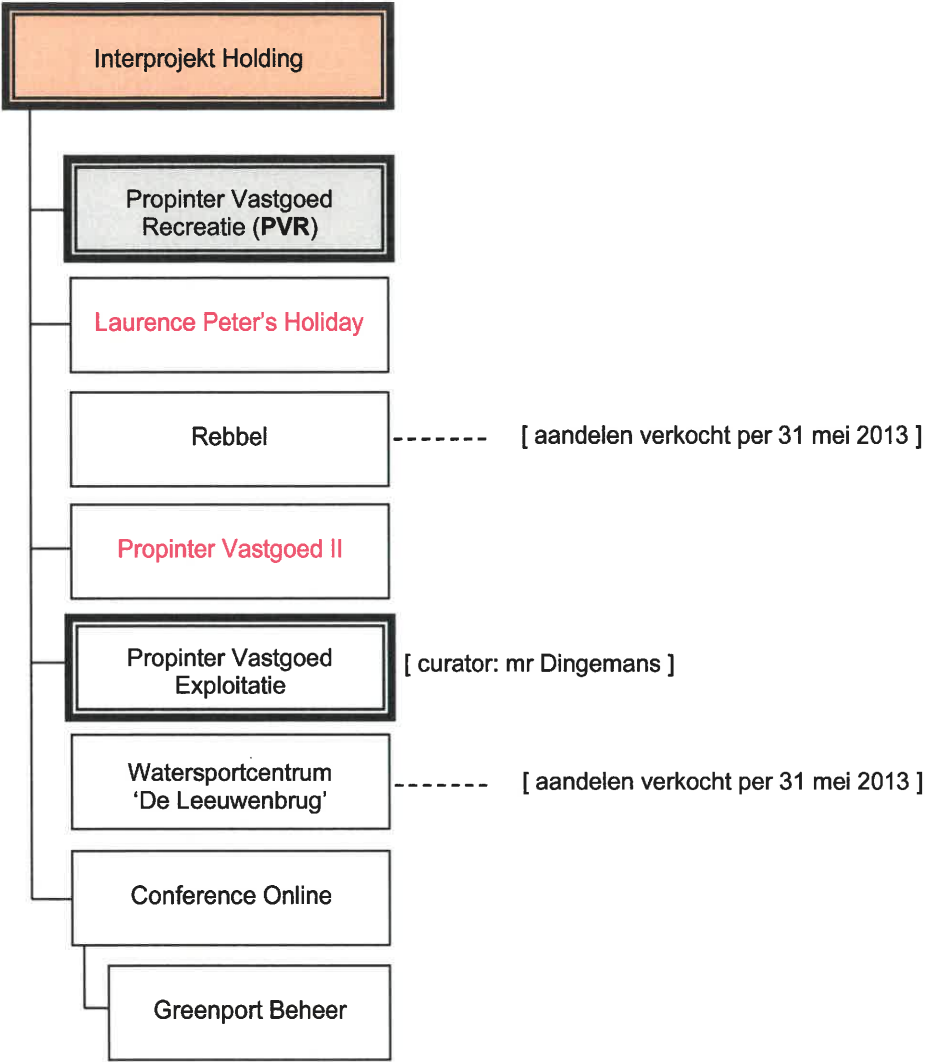 Interprojekt Holding
Propinter Vastgoed
Recreatie (PVR)
Laurence Peter's Holiday
Rebbel
[ aandelen verkocht per 31 mei 2013 ]
Propinter Vastgoed II
Propinter Vastgoed
Exploitatie
[ curator: mr Dingemans ]
Watersportcentrum
‘De Leeuwenbrug’
[ aandelen verkocht per 31 mei 2013 ]
Conference Online
Greenport Beheer